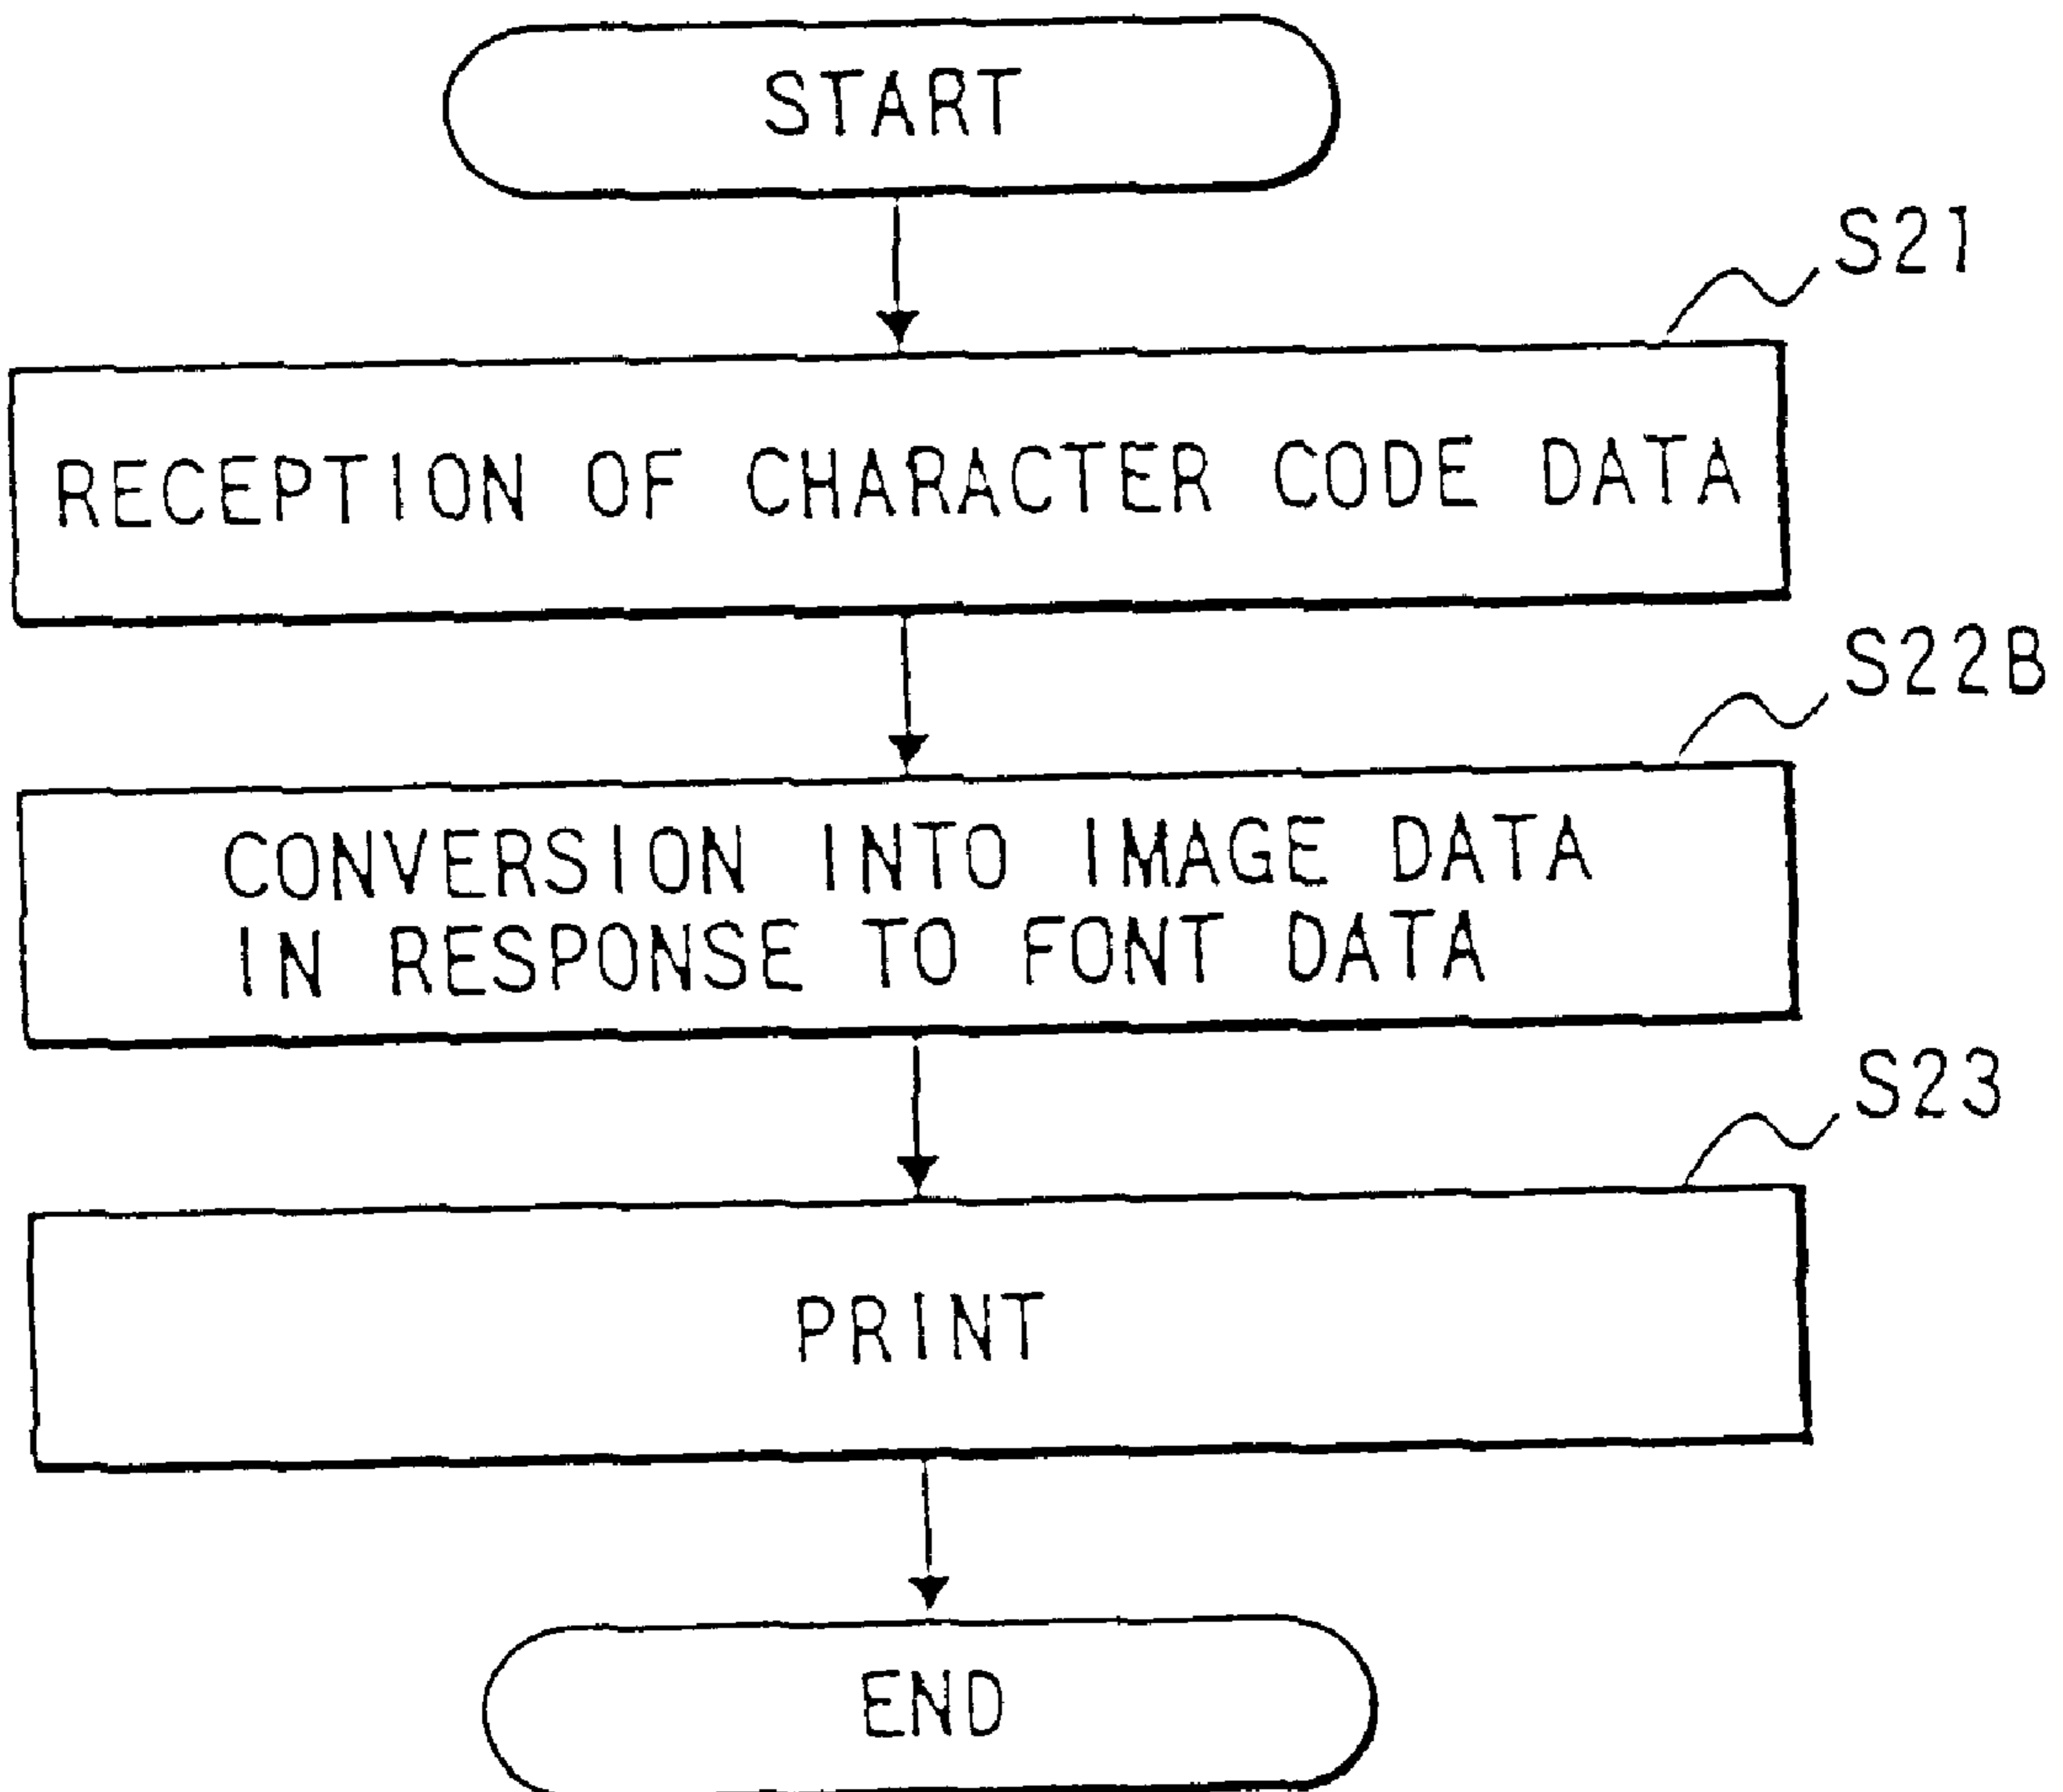 START
S21
RECEPTION OF CHARACTER CODE DATA
S22B
CONVERSION INTO IMAGE DATA
IN RESPONSE TO FONT DATA
S23
PRINT
END